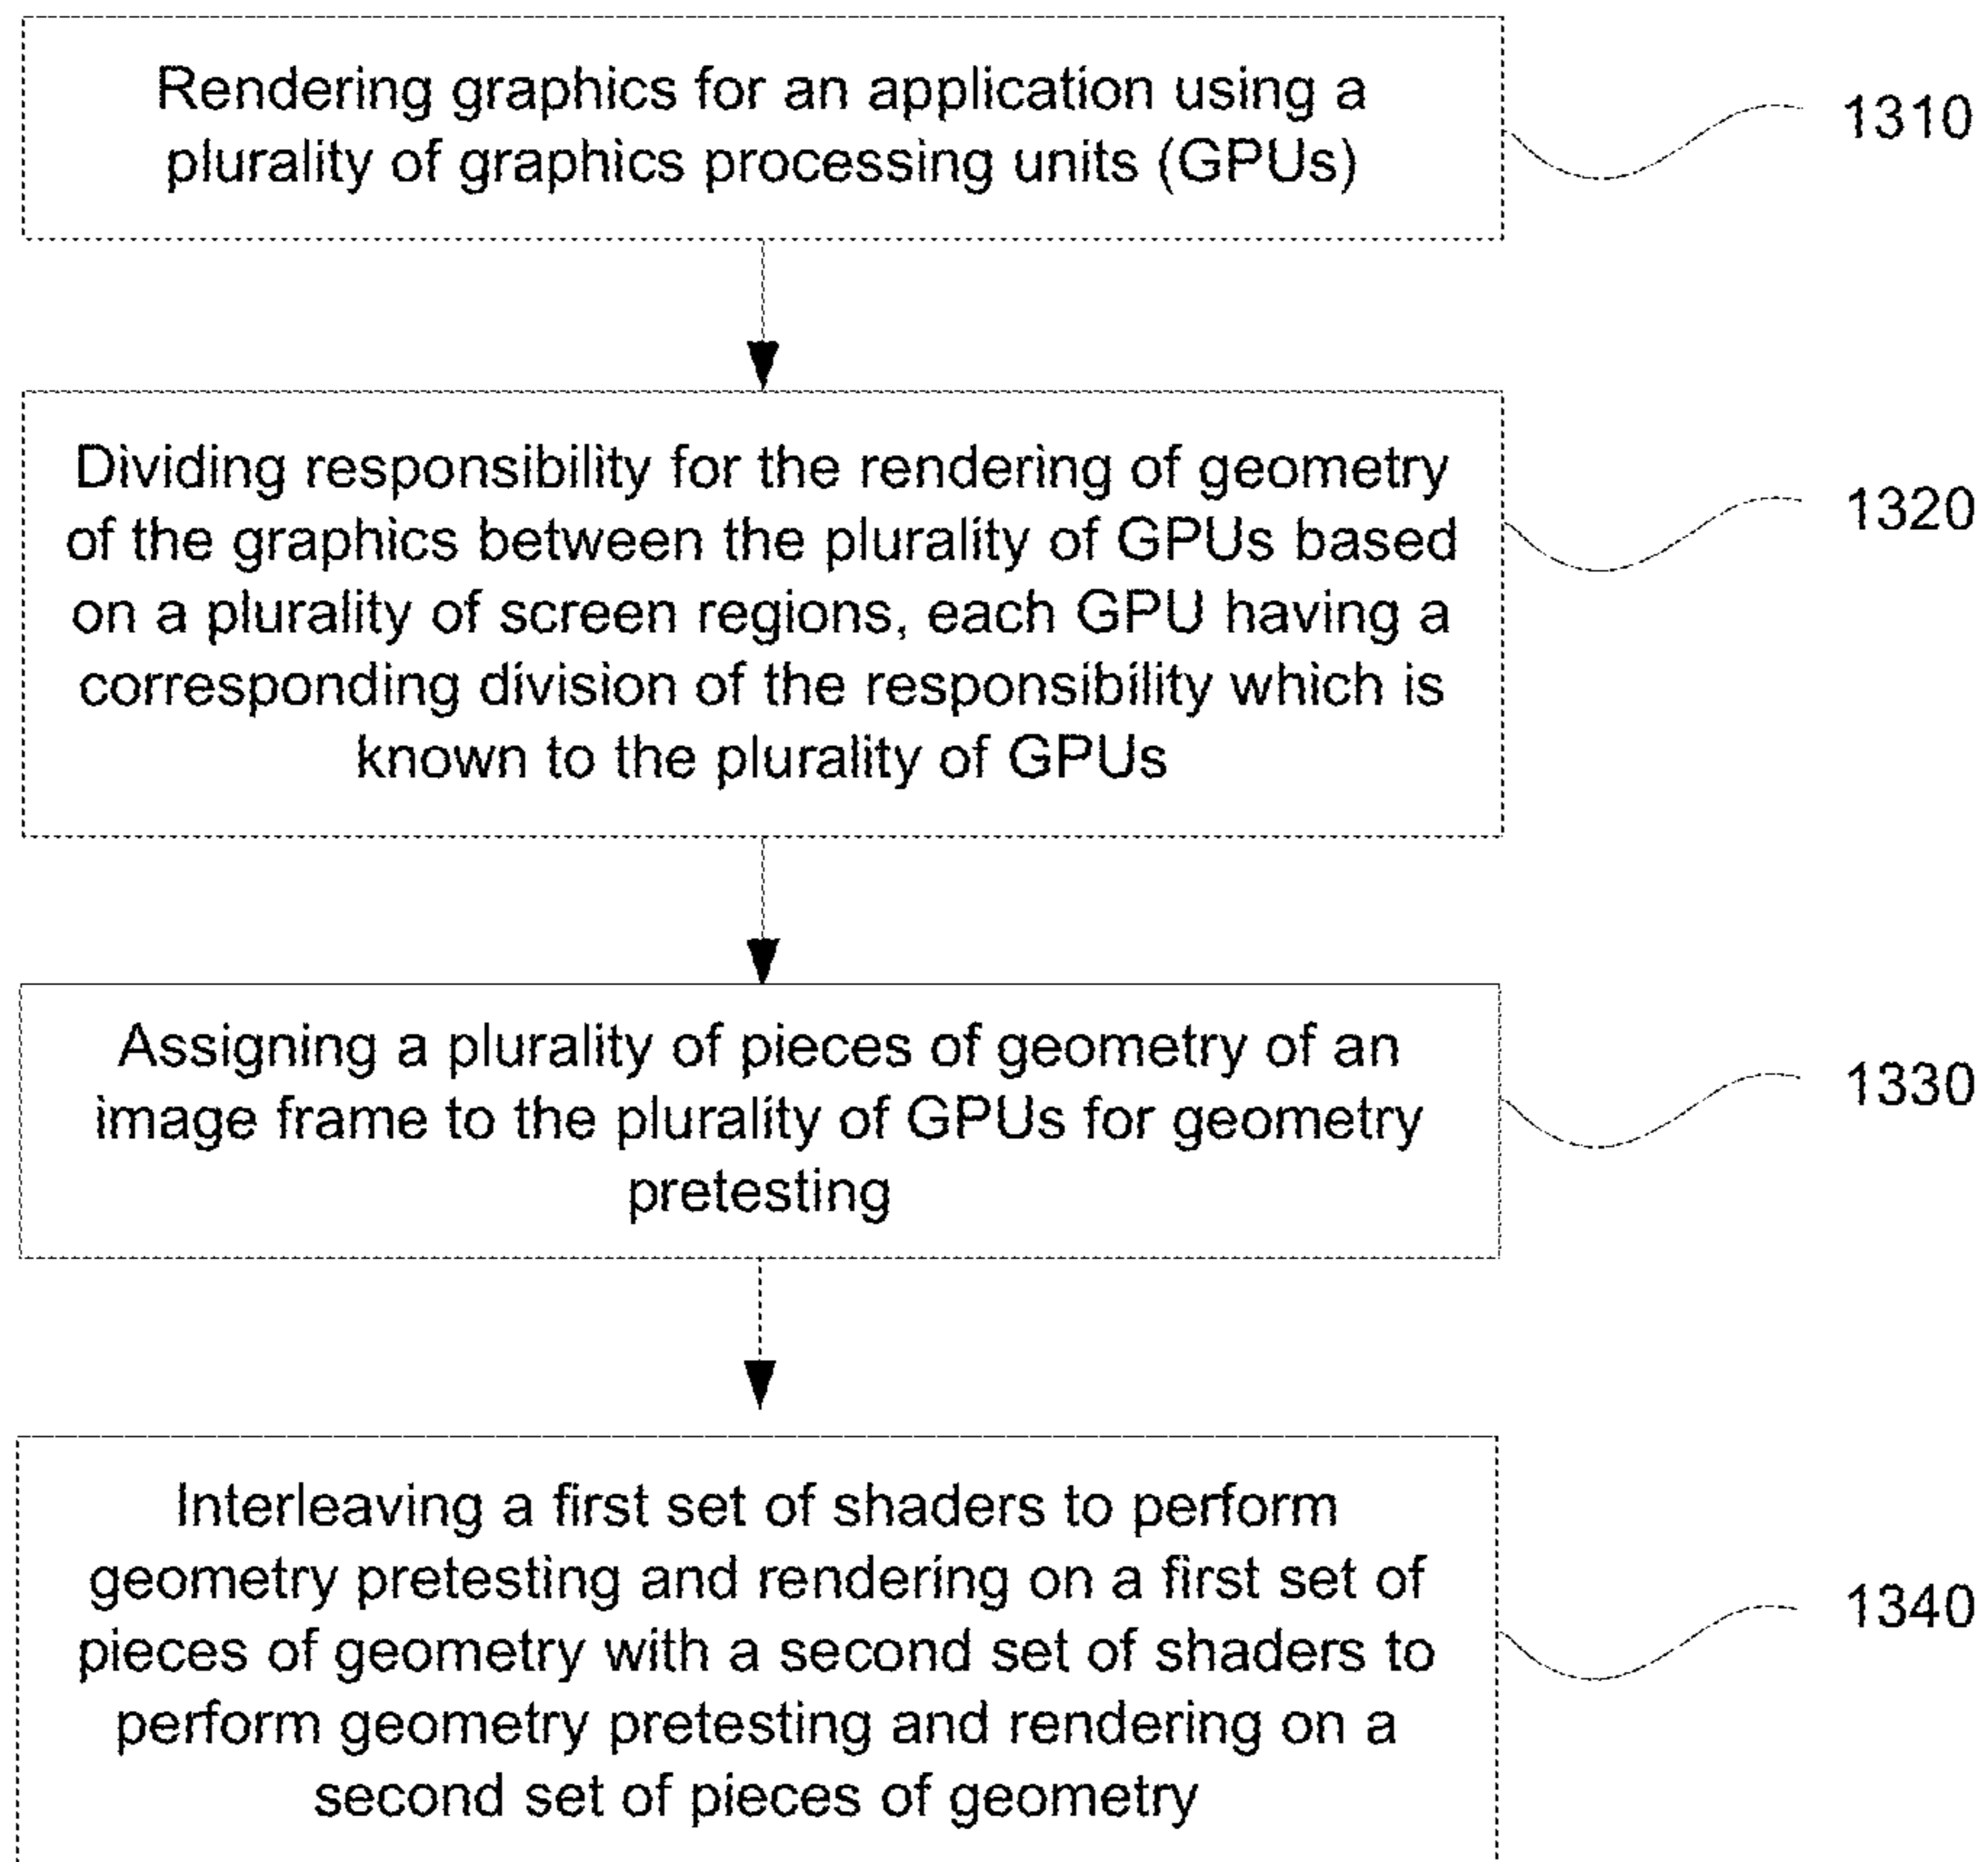 Rendering graphics for an application using a
plurality of graphics processing units (GPUs)
1310
Dividing responsibility for the rendering of geometry
of the graphics between the plurality of GPUs based
on a plurality of screen regions, each GPU having a
corresponding division of the responsibility which is
known to the plurality of GPUs
1320
Assigning a plurality of pieces of geometry of an
image frame to the plurality of GPUs for geometry
pretesting
1330
Interleaving a first set of shaders to perform
geometry pretesting and rendering on a first set of
pieces of geometry with a second set of shaders to
perform geometry pretesting and rendering on a
second set of pieces of geometry
1340